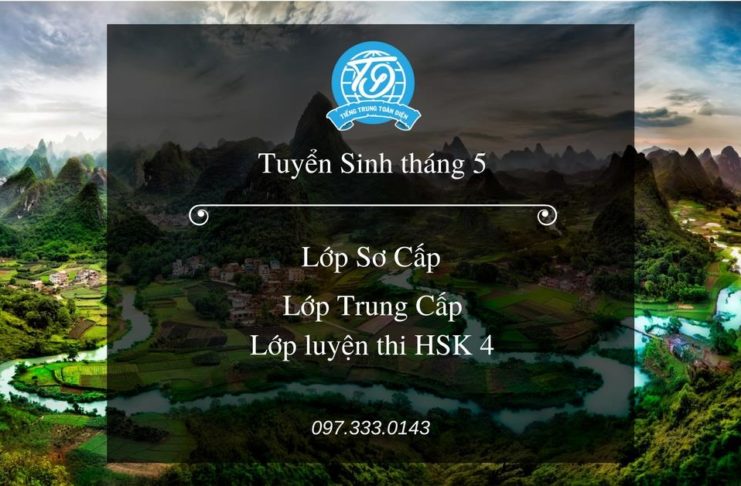 TIẾNG TRUNG TOÀN DIỆN
Tuyển Sinh tháng 5
Lớp Sơ Cấp
Lớp Trung Cấp
Lớp luyện thi HSK 4
097.333.0143